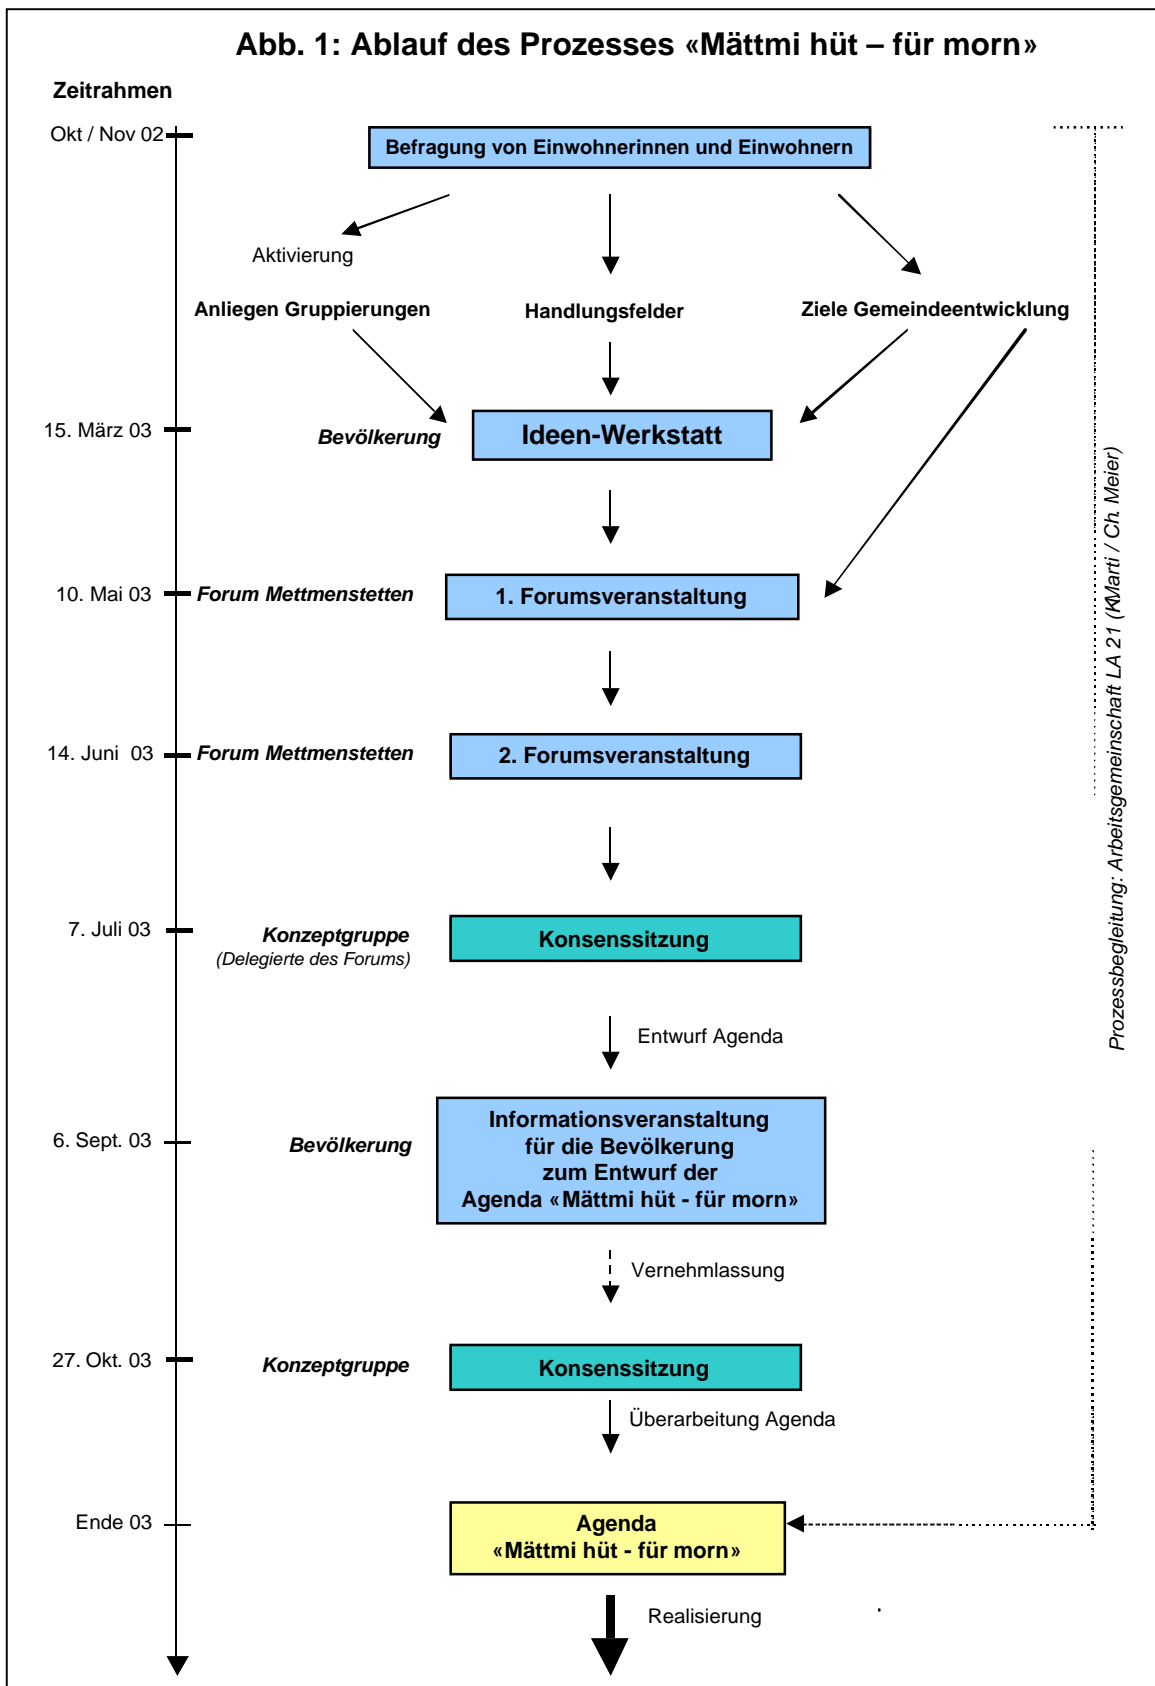 Abb. 1: Ablauf des Prozesses «Mättmi hüt – für morn»
Zeitrahmen
Okt / Nov 02
Befragung von Einwohnerinnen und Einwohnern
Aktivierung
Anliegen Gruppierungen
Handlungsfelder
Ziele Gemeindeentwicklung
15. März 03
Bevölkerung
Ideen-Werkstatt
10. Mai 03
Forum Mettmenstetten
1. Forumsveranstaltung
14. Juni 03
Forum Mettmenstetten
2. Forumsveranstaltung
7. Juli 03
Konzeptgruppe
(Delegierte des Forums)
Konsenssitzung
Entwurf Agenda
6. Sept. 03
Bevölkerung
Informationsveranstaltung
für die Bevölkerung
zum Entwurf der
Agenda «Mättmi hüt - für morn»
Vernehmlassung
27. Okt. 03
Konzeptgruppe
Konsenssitzung
Überarbeitung Agenda
Ende 03
Agenda
«Mättmi hüt - für morn»
Realisierung
Prozessbegleitung: Arbeitsgemeinschaft LA 21 (KMarti / Ch. Meier)